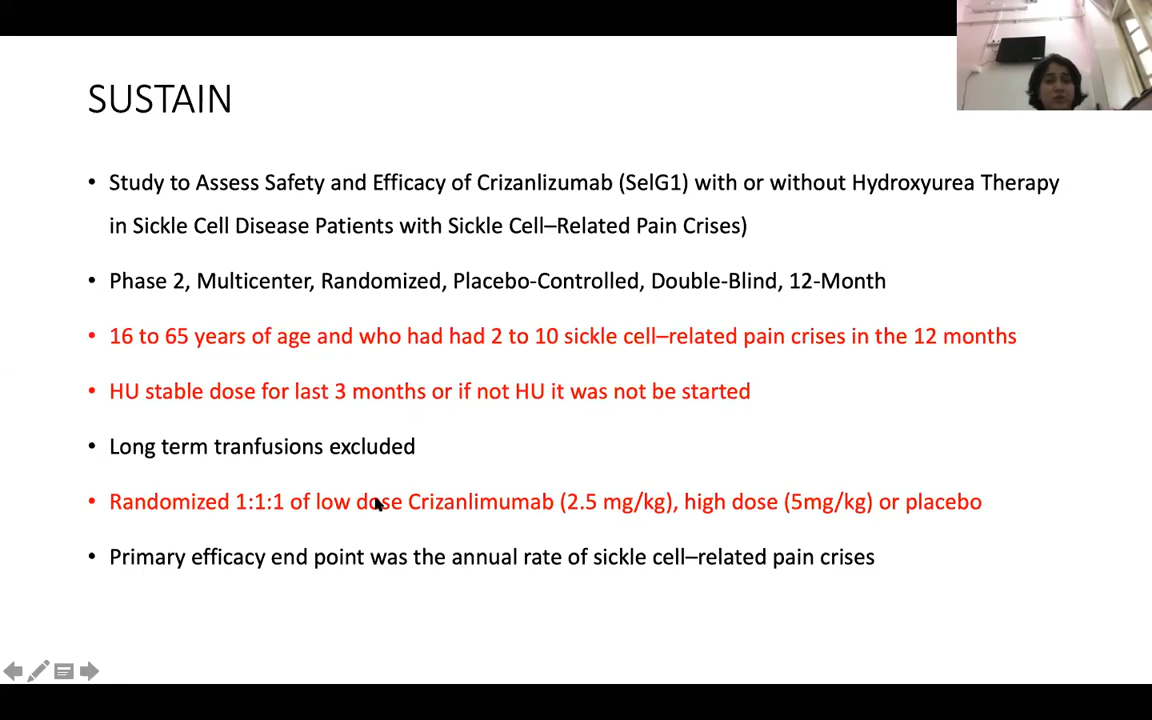 SUSTAIN
• Study to Assess Safety and Efficacy of Crizanlizumab (SelG1) with or without Hydroxyurea Therapy
in Sickle Cell Disease Patients with Sickle Cell–Related Pain Crises)
• Phase 2, Multicenter, Randomized, Placebo-Controlled, Double-Blind, 12-Month
• 16 to 65 years of age and who had had 2 to 10 sickle cell–related pain crises in the 12 months
• HU stable dose for last 3 months or if not HU it was not be started
• Long term tranfusions excluded
• Randomized 1:1:1 of low dose Crizanlimumab (2.5 mg/kg), high dose (5mg/kg) or placebo
• Primary efficacy end point was the annual rate of sickle cell–related pain crises